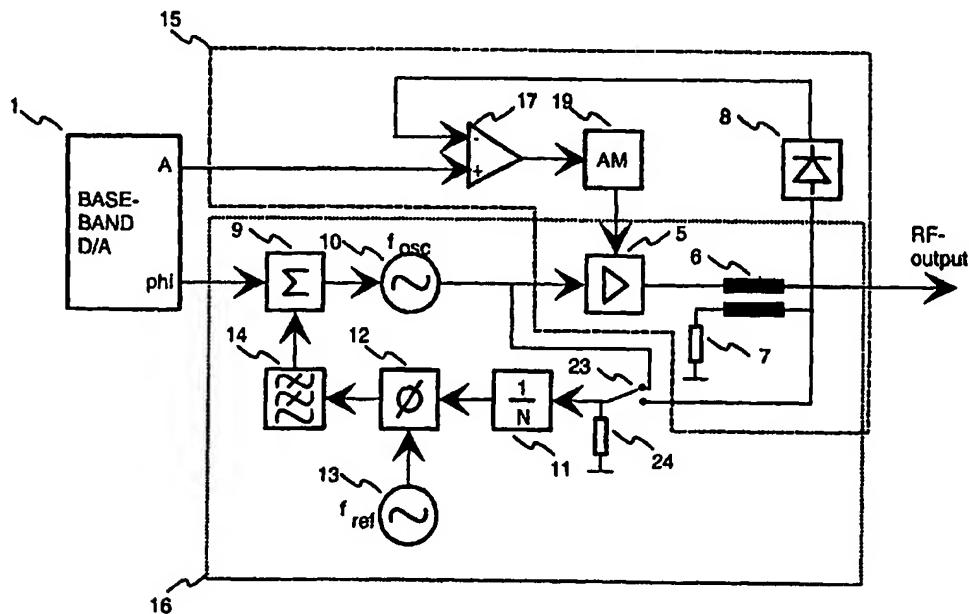 15
1
17
19
8
A
-
+
AM
BASE-
BAND
D/A
9
10
f osc
5
6
RF-
output
phi
Σ
14
12
23
7
ϕ
1
N
24
13
11
f ref
16